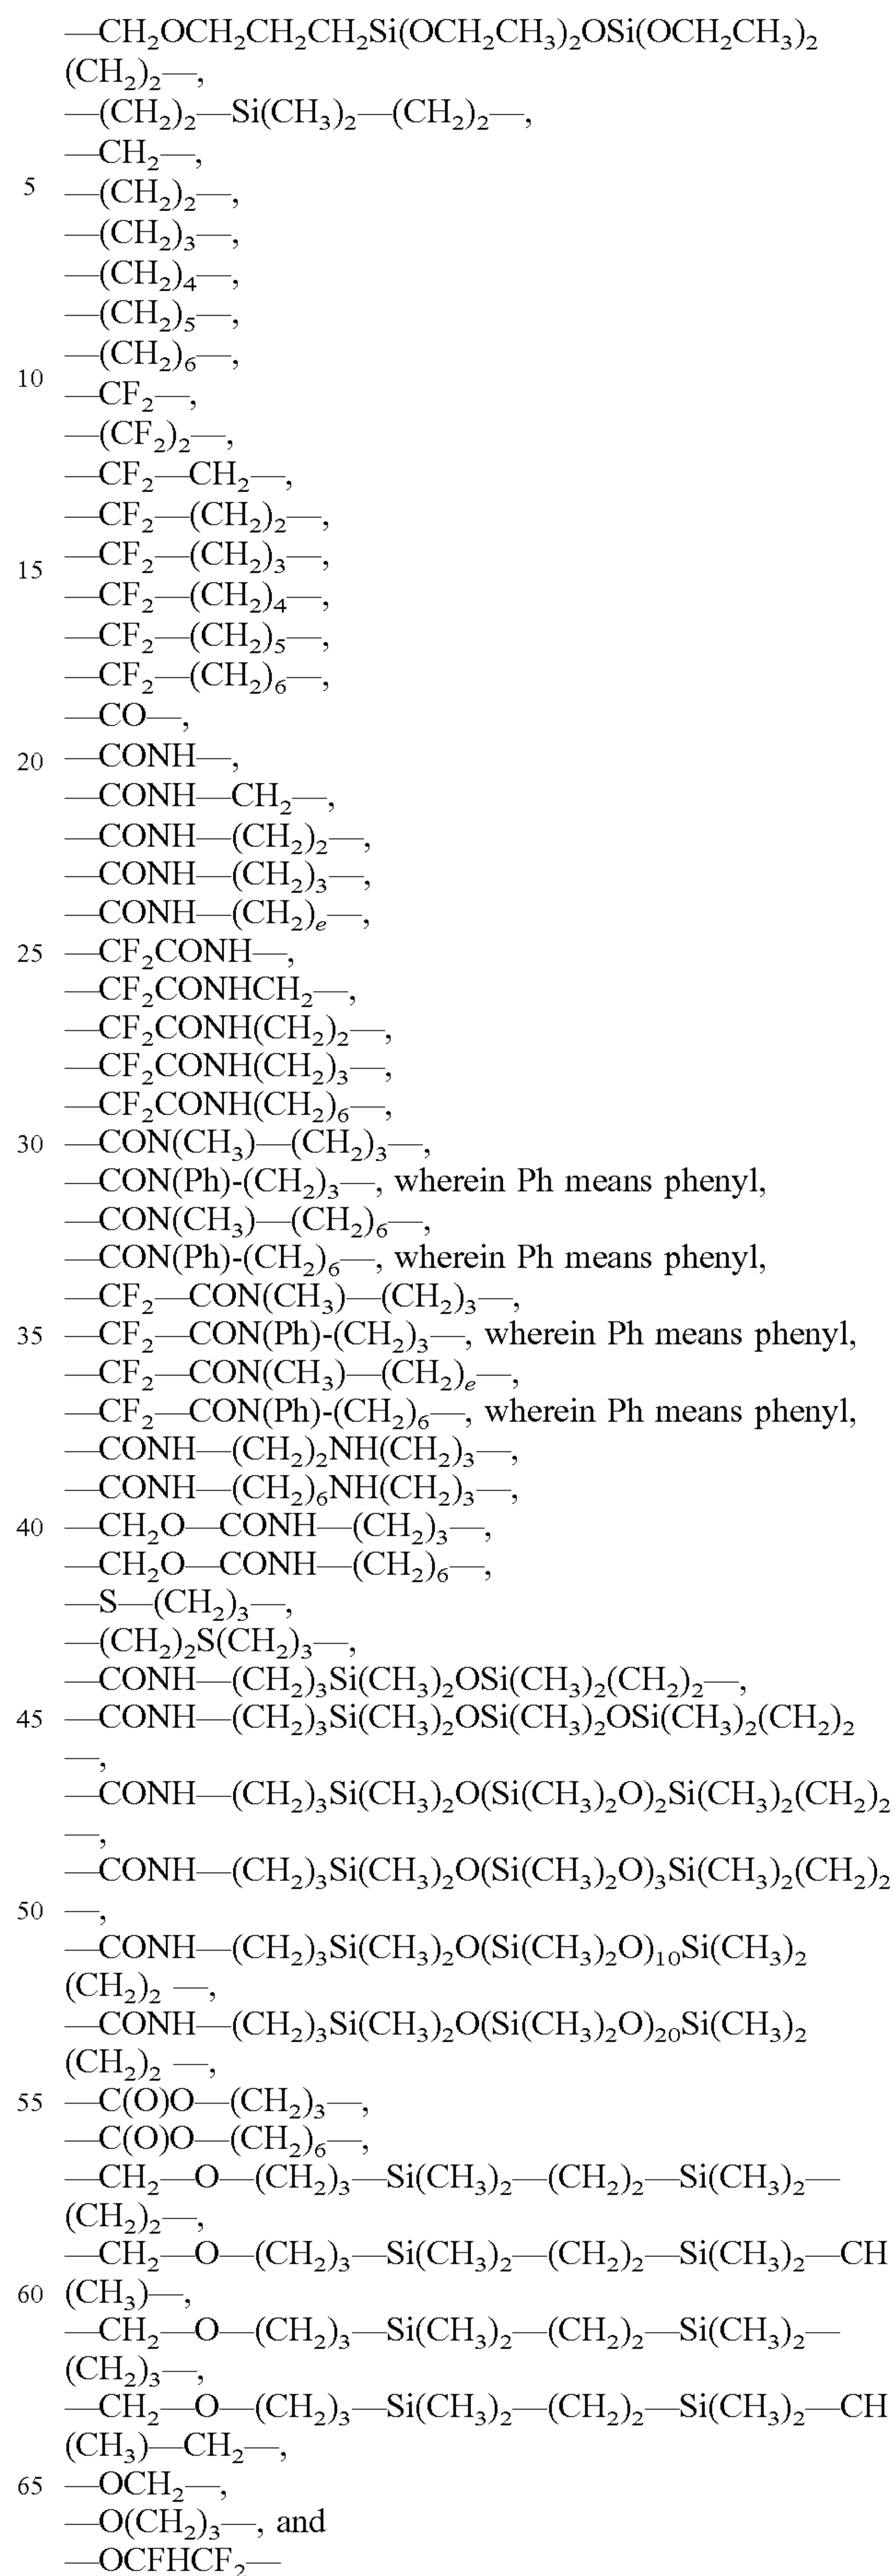 —CH₂OCH₂CH₂CH₂Si(OCH₂CH₃)₂OSi(OCH₂CH₃)₂
(CH₂)₂—,
—(CH₂)₂—Si(CH₃)₂—(CH₂)₂—,
—CH₂—,
5 —(CH₂)₂—,
—(CH₂)₃—,
—(CH₂)₄—,
—(CH₂)₅—,
—(CH₂)₆—,
10 —CF₂—,
—(CF₂)₂—,
—CF₂—CH₂—,
—CF₂—(CH₂)₂—,
15 —CF₂—(CH₂)₃—,
—CF₂—(CH₂)₄—,
—CF₂—(CH₂)₅—,
—CF₂—(CH₂)₆—,
—CO—,
20 —CONH—,
—CONH—CH₂—,
—CONH—(CH₂)₂—,
—CONH—(CH₂)₃—,
—CONH—(CH₂)ₑ—,
25 —CF₂CONH—,
—CF₂CONHCH₂—,
—CF₂CONH(CH₂)₂—,
—CF₂CONH(CH₂)₃—,
—CF₂CONH(CH₂)₆—,
30 —CON(CH₃)—(CH₂)₃—,
—CON(Ph)-(CH₂)₃—, wherein Ph means phenyl,
—CON(CH₃)—(CH₂)₆—,
—CON(Ph)-(CH₂)₆—, wherein Ph means phenyl,
—CF₂—CON(CH₃)—(CH₂)₃—,
35 —CF₂—CON(Ph)-(CH₂)₃—, wherein Ph means phenyl,
—CF₂—CON(CH₃)—(CH₂)ₑ—,
—CF₂—CON(Ph)-(CH₂)₆—, wherein Ph means phenyl,
—CONH—(CH₂)₂NH(CH₂)₃—,
—CONH—(CH₂)₆NH(CH₂)₃—,
40 —CH₂O—CONH—(CH₂)₃—,
—CH₂O—CONH—(CH₂)₆—,
—S—(CH₂)₃—,
—(CH₂)₂S(CH₂)₃—,
—CONH—(CH₂)₃Si(CH₃)₂OSi(CH₃)₂(CH₂)₂—,
45 —CONH—(CH₂)₃Si(CH₃)₂OSi(CH₃)₂OSi(CH₃)₂(CH₂)₂
—,
—CONH—(CH₂)₃Si(CH₃)₂O(Si(CH₃)₂O)₂Si(CH₃)₂(CH₂)₂
—,
—CONH—(CH₂)₃Si(CH₃)₂O(Si(CH₃)₂O)₃Si(CH₃)₂(CH₂)₂
50 —,
—CONH—(CH₂)₃Si(CH₃)₂O(Si(CH₃)₂O)₁₀Si(CH₃)₂
(CH₂)₂ —,
—CONH—(CH₂)₃Si(CH₃)₂O(Si(CH₃)₂O)₂₀Si(CH₃)₂
(CH₂)₂ —,
55 —C(O)O—(CH₂)₃—,
—C(O)O—(CH₂)₆—,
—CH₂—O—(CH₂)₃—Si(CH₃)₂—(CH₂)₂—Si(CH₃)₂—
(CH₂)₂—,
—CH₂—O—(CH₂)₃—Si(CH₃)₂—(CH₂)₂—Si(CH₃)₂—CH
60 (CH₃)—,
—CH₂—O—(CH₂)₃—Si(CH₃)₂—(CH₂)₂—Si(CH₃)₂—
(CH₂)₃—,
—CH₂—O—(CH₂)₃—Si(CH₃)₂—(CH₂)₂—Si(CH₃)₂—CH
(CH₃)—CH₂—,
65 —OCH₂—,
—O(CH₂)₃—, and
—OCFHCF₂—